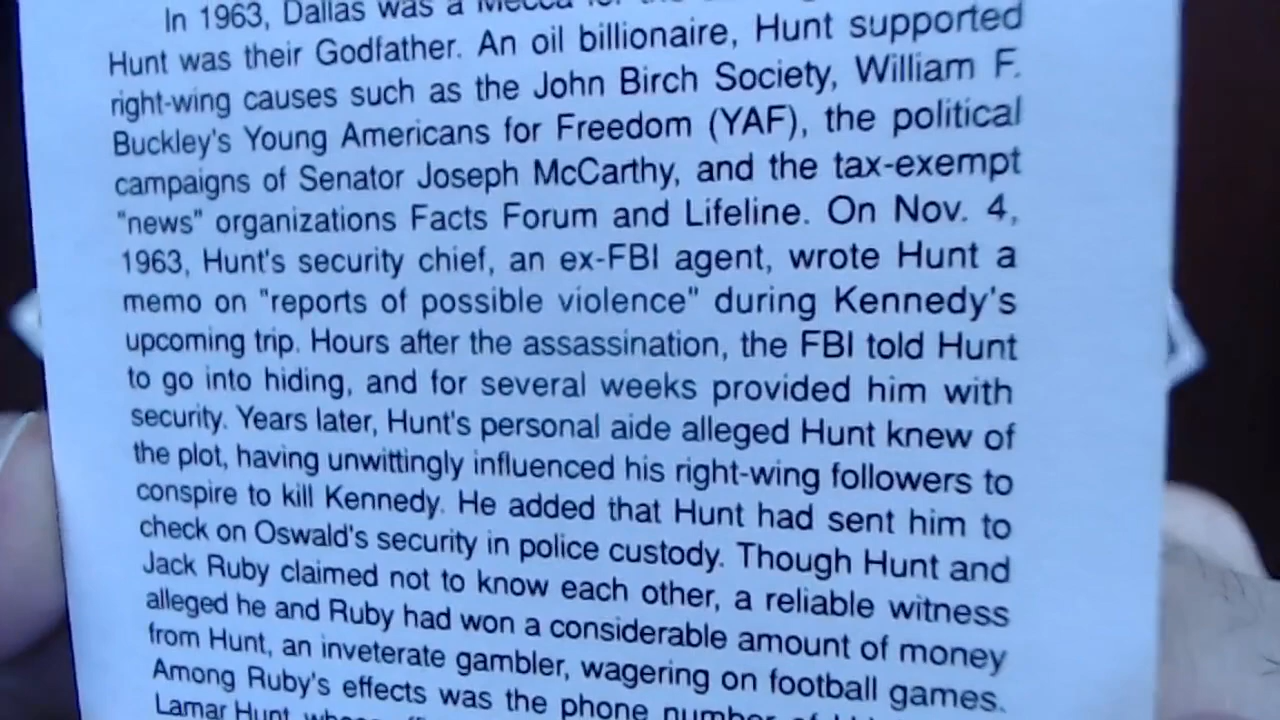 In 1963, Dallas was a Mecca
Hunt was their Godfather. An oil billionaire, Hunt supported
right-wing causes such as the John Birch Society, William F.
Buckley's Young Americans for Freedom (YAF), the political
campaigns of Senator Joseph McCarthy, and the tax-exempt
"news" organizations Facts Forum and Lifeline. On Nov. 4,
1963, Hunt's security chief, an ex-FBI agent, wrote Hunt a
memo on "reports of possible violence" during Kennedy's
upcoming trip. Hours after the assassination, the FBI told Hunt
to go into hiding, and for several weeks provided him with
security. Years later, Hunt's personal aide alleged Hunt knew of
the plot, having unwittingly influenced his right-wing followers to
conspire to kill Kennedy. He added that Hunt had sent him to
check on Oswald's security in police custody. Though Hunt and
Jack Ruby claimed not to know each other, a reliable witness
alleged he and Ruby had won a considerable amount of money
from Hunt, an inveterate gambler, wagering on football games.
Among Ruby's effects was the phone number of
Lamar Hunt